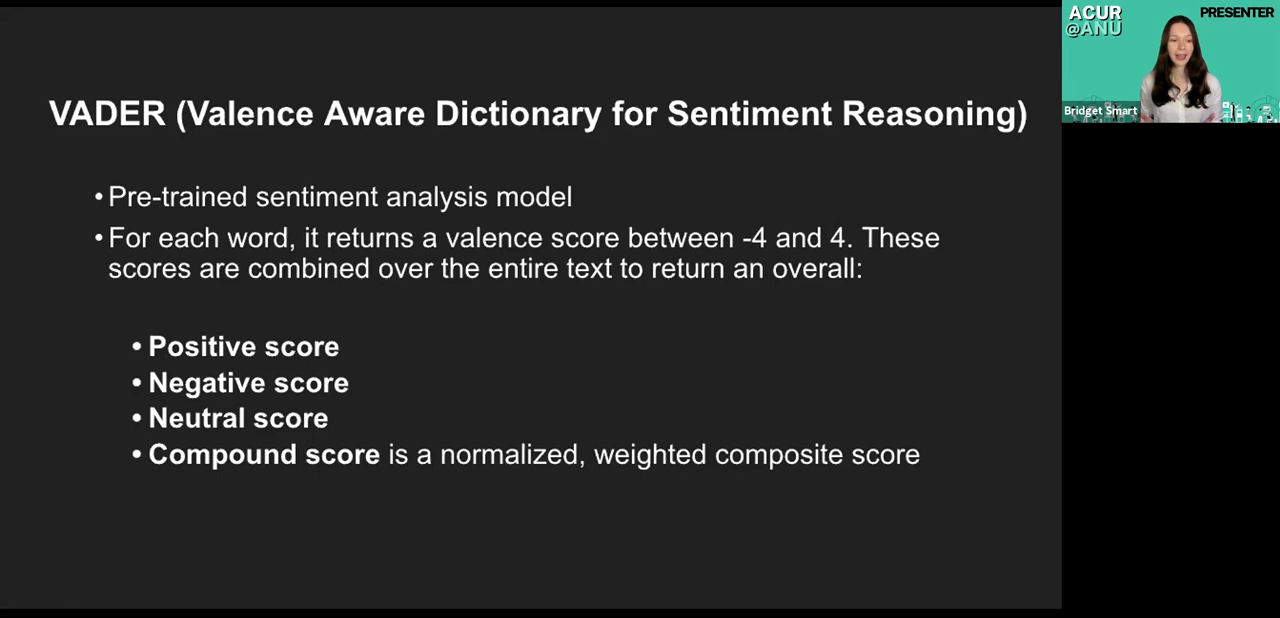 VADER (Valence Aware Dictionary for Sentiment Reasoning)
•Pre-trained sentiment analysis model
•For each word, it returns a valence score between -4 and 4. These
scores are combined over the entire text to return an overall:
•Positive score
•Negative score
•Neutral score
•Compound score is a normalized, weighted composite score
ACUR
@ANU
PRESENTER
Bridget Smart